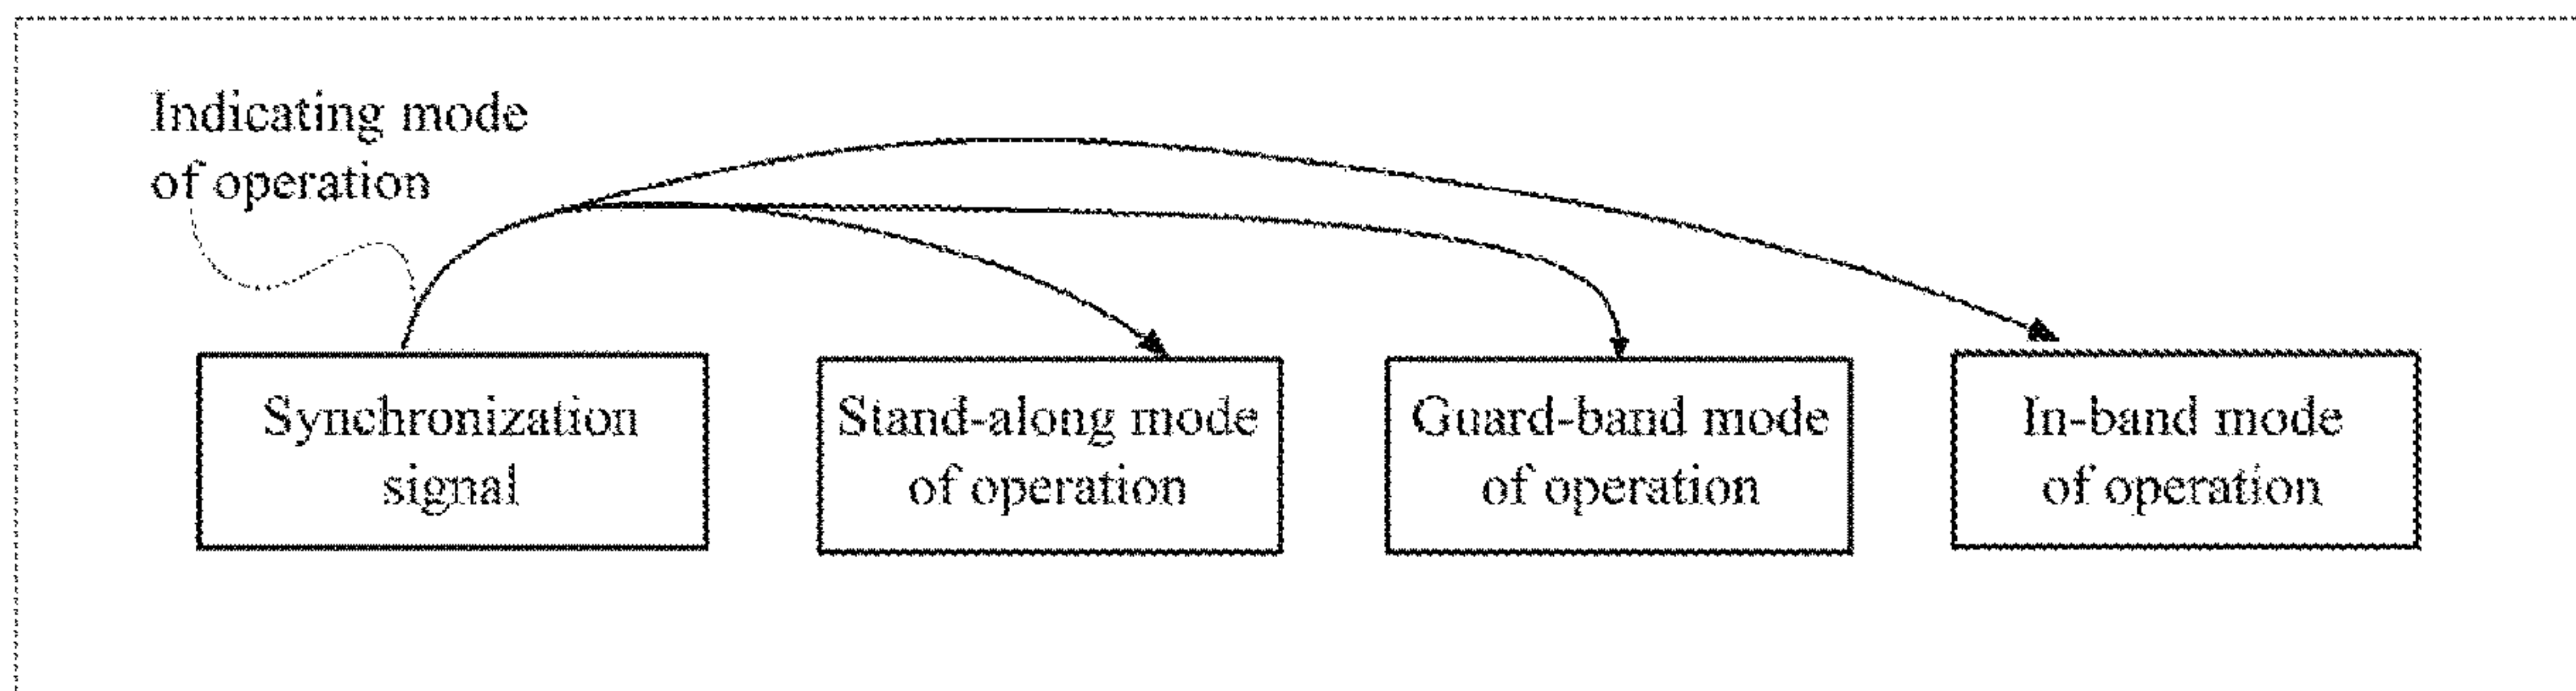 Indicating mode
of operation
Synchronization
signal
Stand-along mode
of operation
Guard-band mode
of operation
In-band mode
of operation